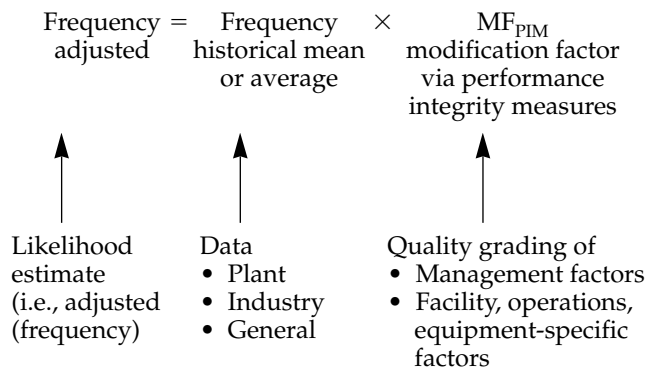 Frequency = Frequency × MF_PIM
adjusted historical mean modification factor
or average via performance
integrity measures
Likelihood Data Quality grading of
estimate • Plant • Management factors
(i.e., adjusted • Industry • Facility, operations,
(frequency) • General equipment-specific
factors